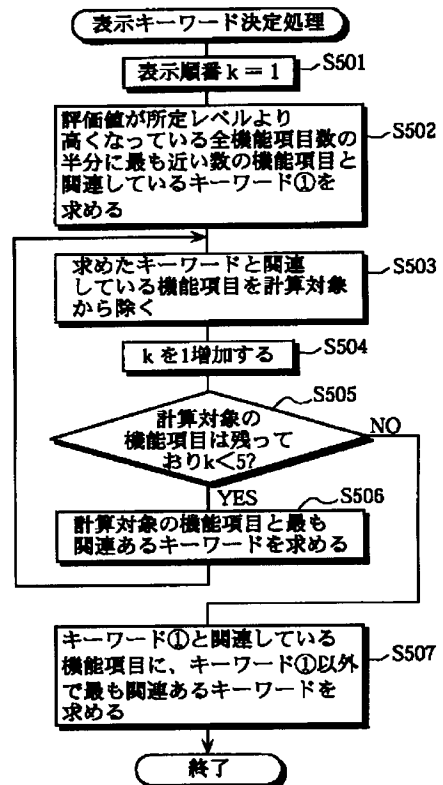 表示キーワード決定処理
表示順番k=1
S501
評価値が所定レベルより
高くなっている全機能項目数の
半分に最も近い数の機能項目と
関連しているキーワード①を
求める
S502
求めたキーワードと関連
している機能項目を計算対象
から除く
S503
kを1増加する
S504
S505
計算対象の
機能項目は残って
おりk<5?
NO
YES
S506
計算対象の機能項目と最も
関連あるキーワードを求める
キーワード①と関連している
機能項目に、キーワード①以外
で最も関連あるキーワードを
求める
S507
終了